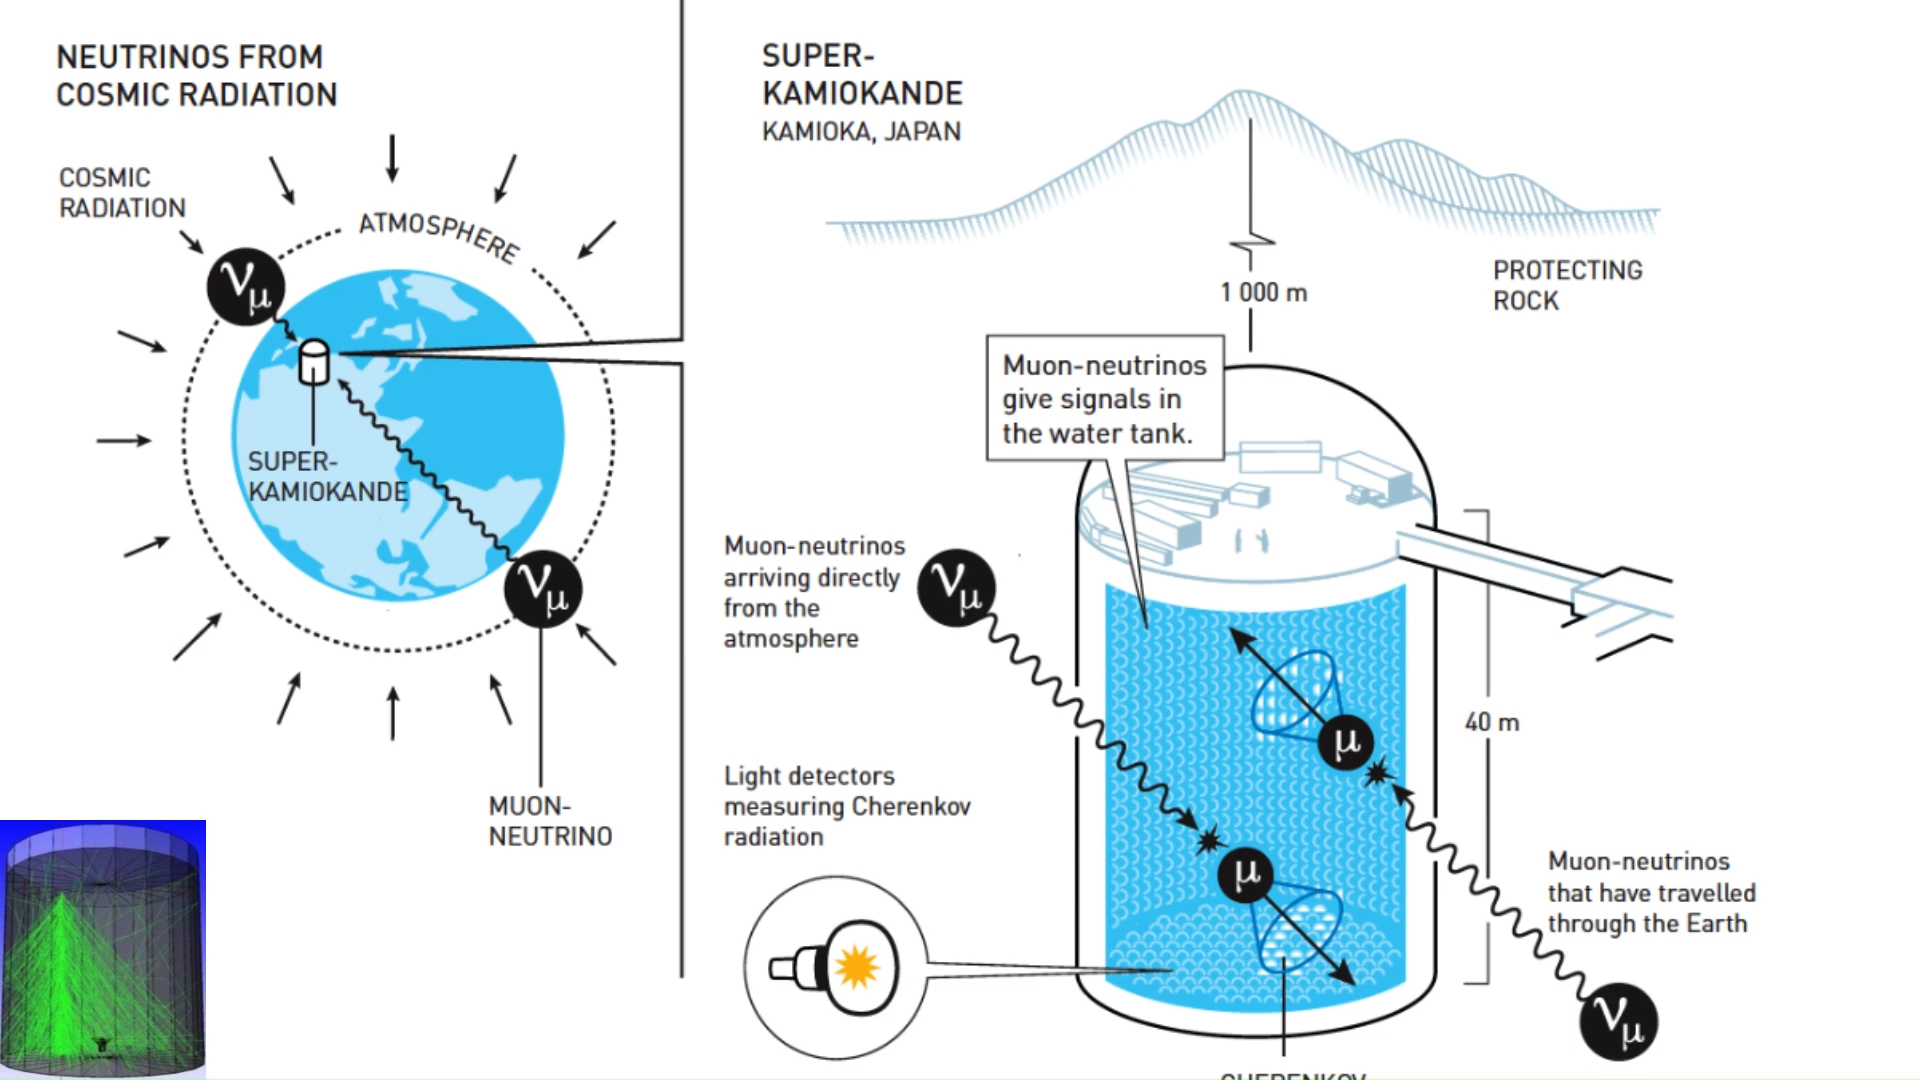 NEUTRINOS FROM
COSMIC RADIATION
COSMIC
RADIATION
ATMOSPHERE
νμ
SUPER-
KAMIOKANDE
νμ
MUON-
NEUTRINO
SUPER-
KAMIOKANDE
KAMIOKA, JAPAN
1 000 m
PROTECTING
ROCK
Muon-neutrinos
give signals in
the water tank.
Muon-neutrinos
arriving directly
from the
atmosphere
νμ
μ
40 m
Light detectors
measuring Cherenkov
radiation
μ
Muon-neutrinos
that have travelled
through the Earth
νμ
CHERENKOV